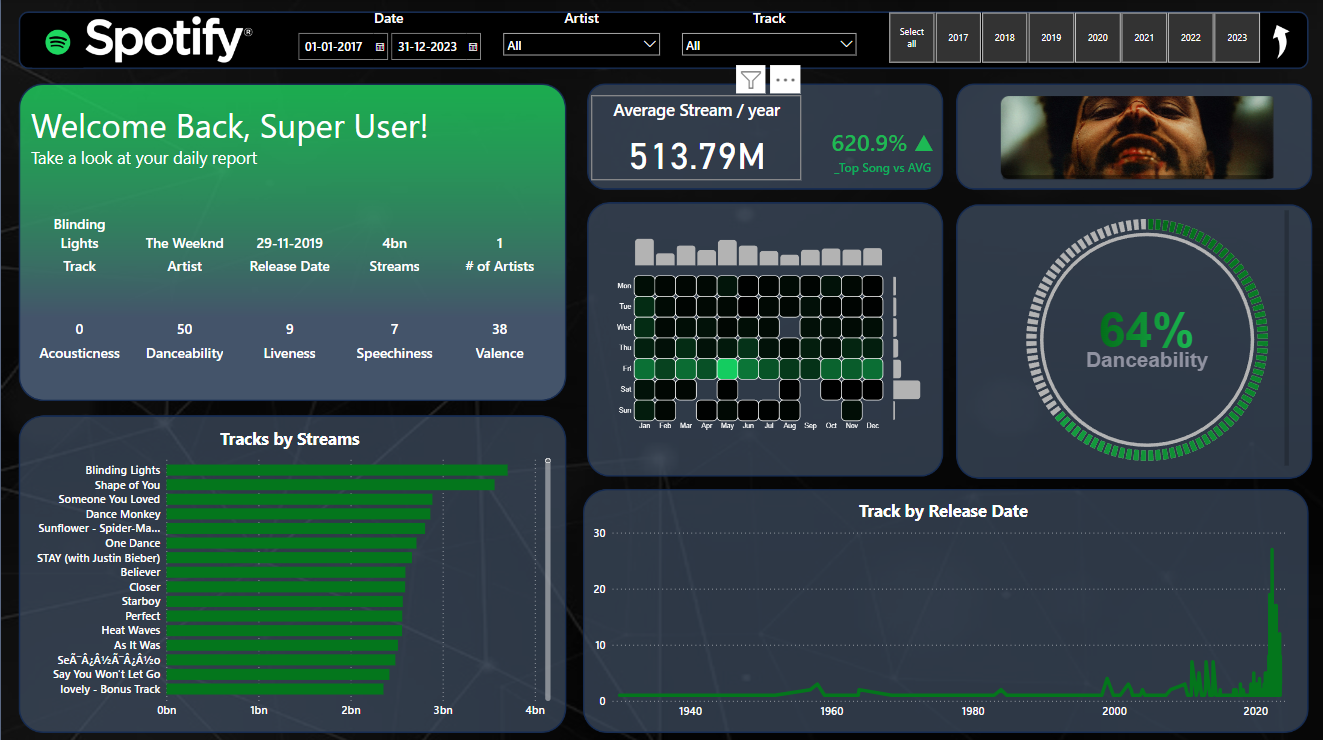 Spotify®
Date
01-01-2017
31-12-2023
Artist
All
Track
All
Select all
2017
2018
2019
2020
2021
2022
2023
Welcome Back, Super User!
Take a look at your daily report
Blinding
Lights
Track
The Weeknd
Artist
29-11-2019
Release Date
4bn
Streams
1
# of Artists
0
Acousticness
50
Danceability
9
Liveness
7
Speechiness
38
Valence
Average Stream / year
513.79M
620.9% ▲
_Top Song vs AVG
Mon
Tue
Wed
Thu
Fri
Sat
Sun
Jan Feb Mar Apr May Jun Jul Aug Sep Oct Nov Dec
64%
Danceability
Tracks by Streams
Blinding Lights
Shape of You
Someone You Loved
Dance Monkey
Sunflower - Spider-Ma...
One Dance
STAY (with Justin Bieber)
Believer
Closer
Starboy
Perfect
Heat Waves
As It Was
SeÃ¯Â¿Â½Ã¯Â¿Â½o
Say You Won't Let Go
lovely - Bonus Track
0bn 1bn 2bn 3bn 4bn
Track by Release Date
30
20
10
0
1940 1960 1980 2000 2020